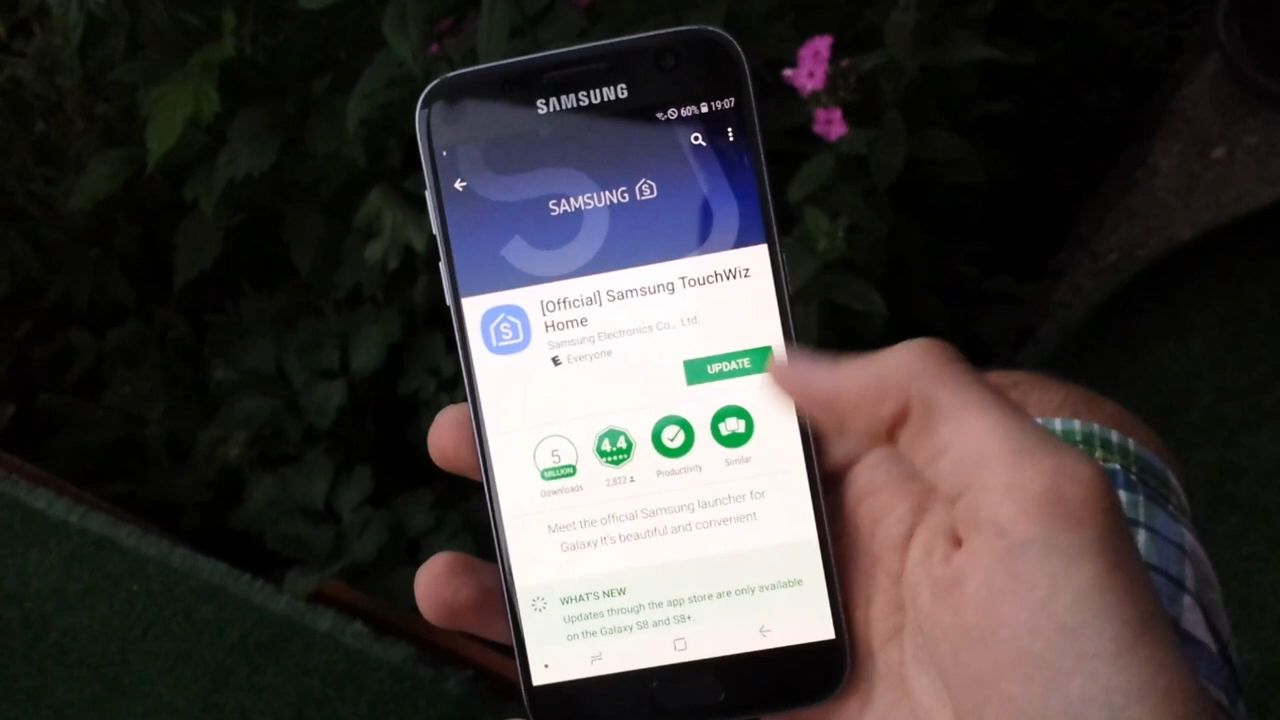 SAMSUNG
60% 19:07
SAMSUNG S
[Official] Samsung TouchWiz
Home
Samsung Electronics Co., Ltd.
E Everyone
UPDATE
5
MILLION
Downloads
4.4
2,822
Productivity
Similar
Meet the official Samsung launcher for
Galaxy It's beautiful and convenient
WHAT'S NEW
Updates through the app store are only available
on the Galaxy S8 and S8+.